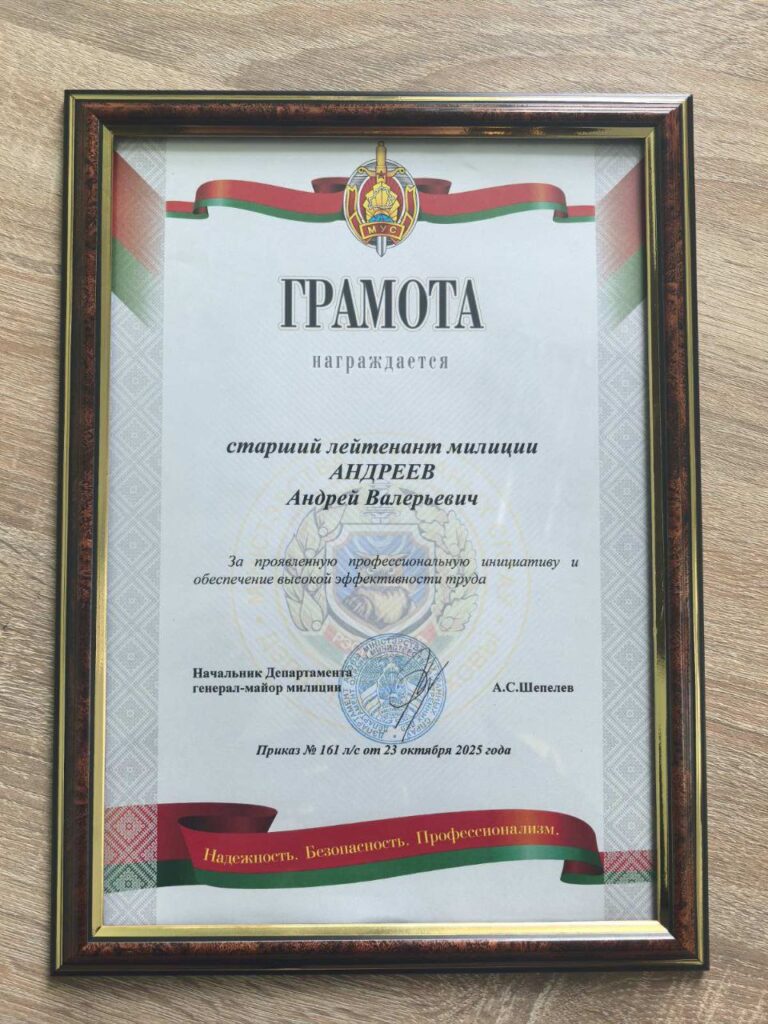 МУС
ГРАМОТА
награждается
старший лейтенант милиции
АНДРЕЕВ
Андрей Валерьевич
За проявленную профессиональную инициативу и
обеспечение высокой эффективности труда
Начальник Департамента
генерал-майор милиции
А.С.Шепелев
Приказ № 161 л/с от 23 октября 2025 года
Надежность. Безопасность. Профессионализм.